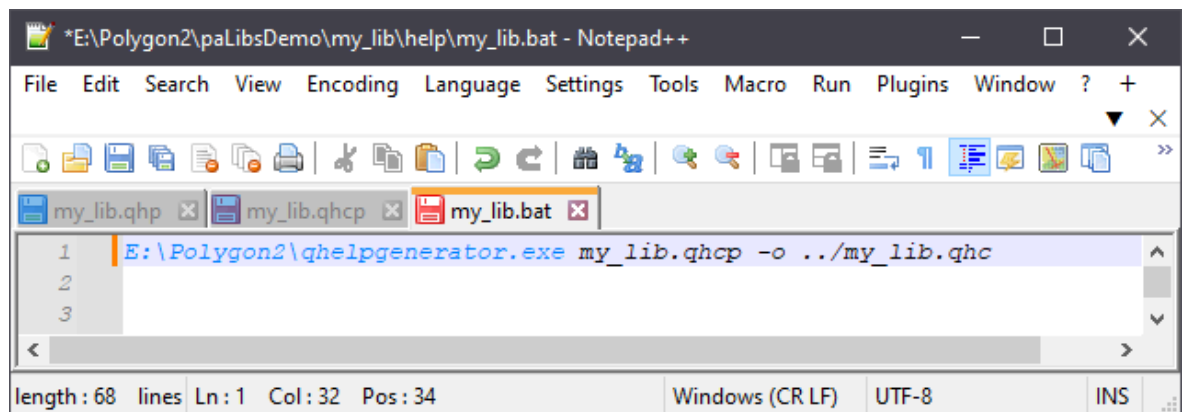 *E:\Polygon2\paLibsDemo\my_lib\help\my_lib.bat - Notepad++
File Edit Search View Encoding Language Settings Tools Macro Run Plugins Window ? +
my_lib.qhp my_lib.qhcp my_lib.bat
1 E:\Polygon2\qhelpgenerator.exe my_lib.qhcp -o ../my_lib.qhc
2
3
length : 68 lines Ln : 1 Col : 32 Pos : 34 Windows (CR LF) UTF-8 INS